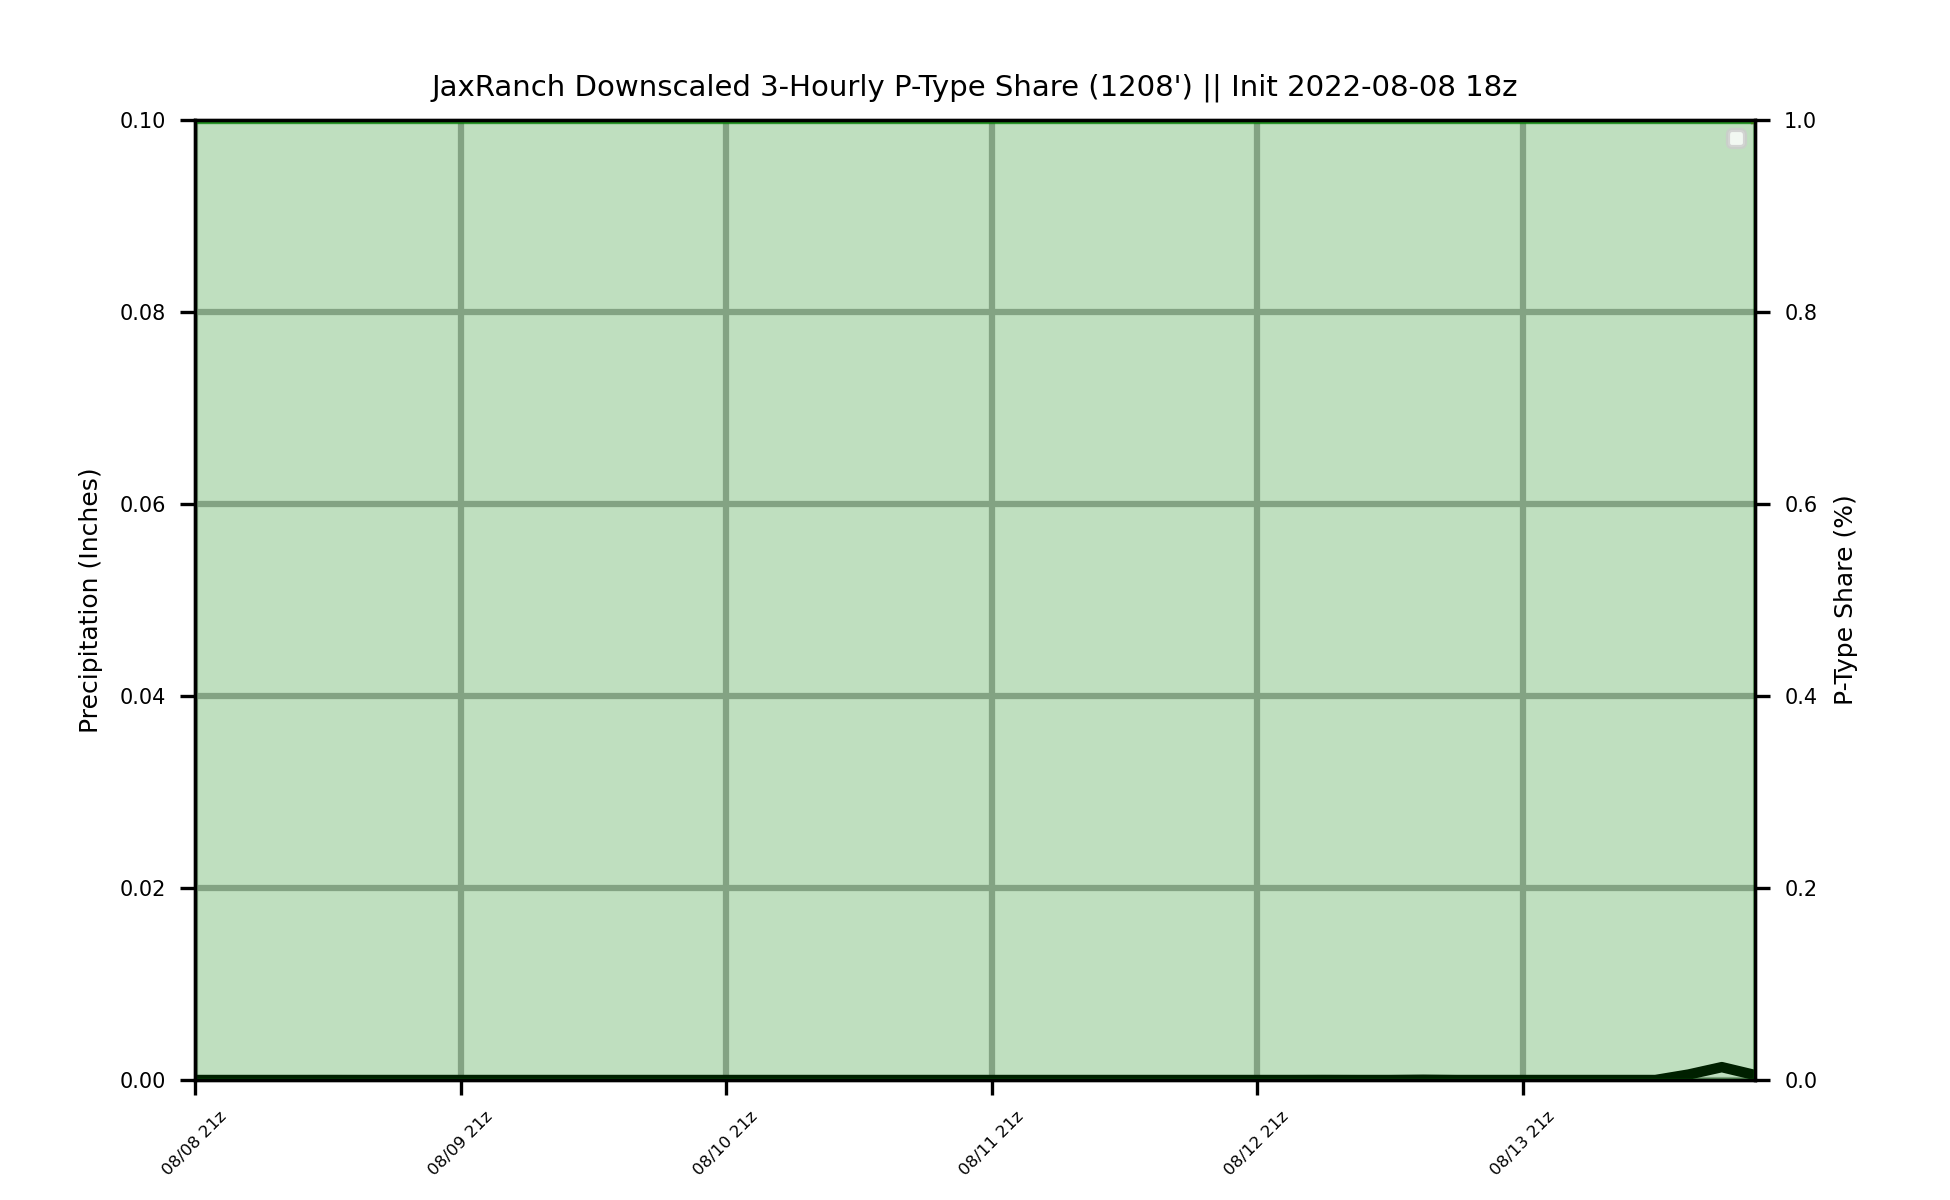 JaxRanch Downscaled 3-Hourly P-Type Share (1208') || Init 2022-08-08 18z
Precipitation (Inches)
0.10
0.08
0.06
0.04
0.02
0.00
1.0
0.8
0.6
0.4
0.2
0.0
P-Type Share (%)
08/08 21z
08/09 21z
08/10 21z
08/11 21z
08/12 21z
08/13 21z